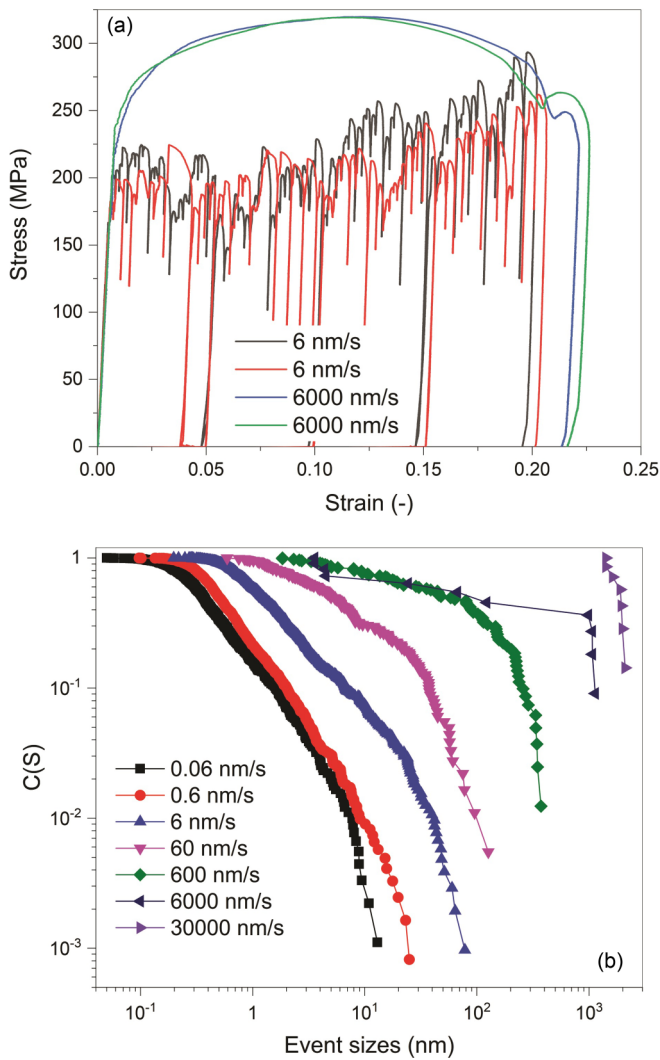 (a)
300
250
200
150
100
50
0
Stress (MPa)
6 nm/s
6 nm/s
6000 nm/s
6000 nm/s
0.00 0.05 0.10 0.15 0.20 0.25
Strain (-)
1
10⁻¹
10⁻²
10⁻³
C(S)
0.06 nm/s
0.6 nm/s
6 nm/s
60 nm/s
600 nm/s
6000 nm/s
30000 nm/s
(b)
10⁻¹ 1 10¹ 10² 10³
Event sizes (nm)